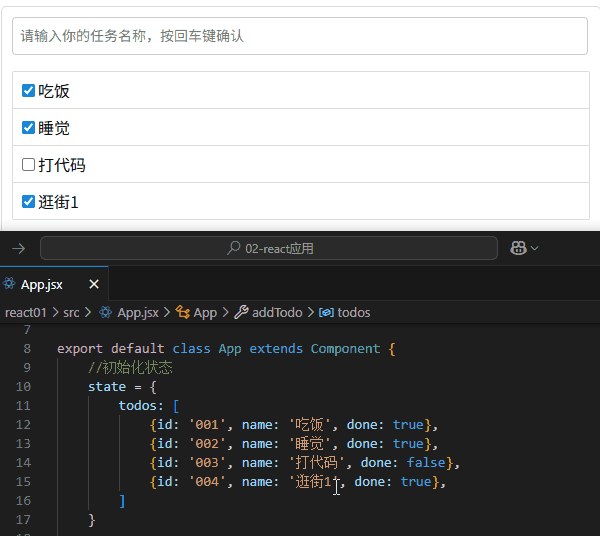 请输入你的任务名称，按回车键确认
吃饭
睡觉
打代码
逛街1
02-react应用
App.jsx
react01 > src > App.jsx > App > addTodo > todos
7
8 export default class App extends Component {
9 //初始化状态
10 state = {
11 todos: [
12 {id: '001', name: '吃饭', done: true},
13 {id: '002', name: '睡觉', done: true},
14 {id: '003', name: '打代码', done: false},
15 {id: '004', name: '逛街1', done: true},
16 ]
17 }